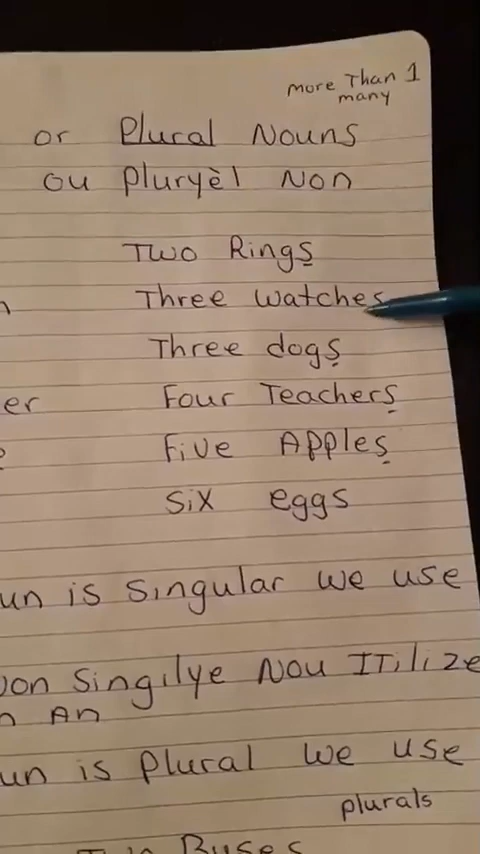 more Than 1
many
or Plural Nouns
ou Pluryèl Non
Two Rings
Three watches
Three dogs
er Four Teachers
Five Apples
Six eggs
un is singular we use
on Singilye Nou ITilize
n An
un is plural we use
plurals
Buses